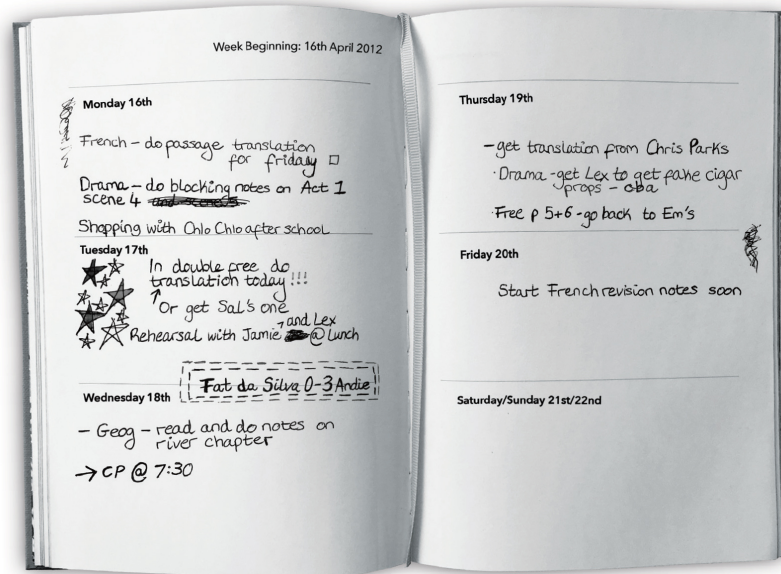 Week Beginning: 16th April 2012
Monday 16th
French – do passage translation
for friday
Drama – do blocking notes on Act 1
scene 4 and scene 5
Shopping with Chlo Chlo after school
Tuesday 17th
In double free do
translation today!!!
Or get Sal's one
and Lex
Rehearsal with Jamie @ Lunch
Fat da Silva 0-3 Andie
Wednesday 18th
– Geog – read and do notes on
river chapter
→ CP @ 7:30
Thursday 19th
– get translation from Chris Parks
· Drama - get Lex to get fake cigar
props – cba
· Free p 5+6 - go back to Em's
Friday 20th
Start French revision notes soon
Saturday/Sunday 21st/22nd